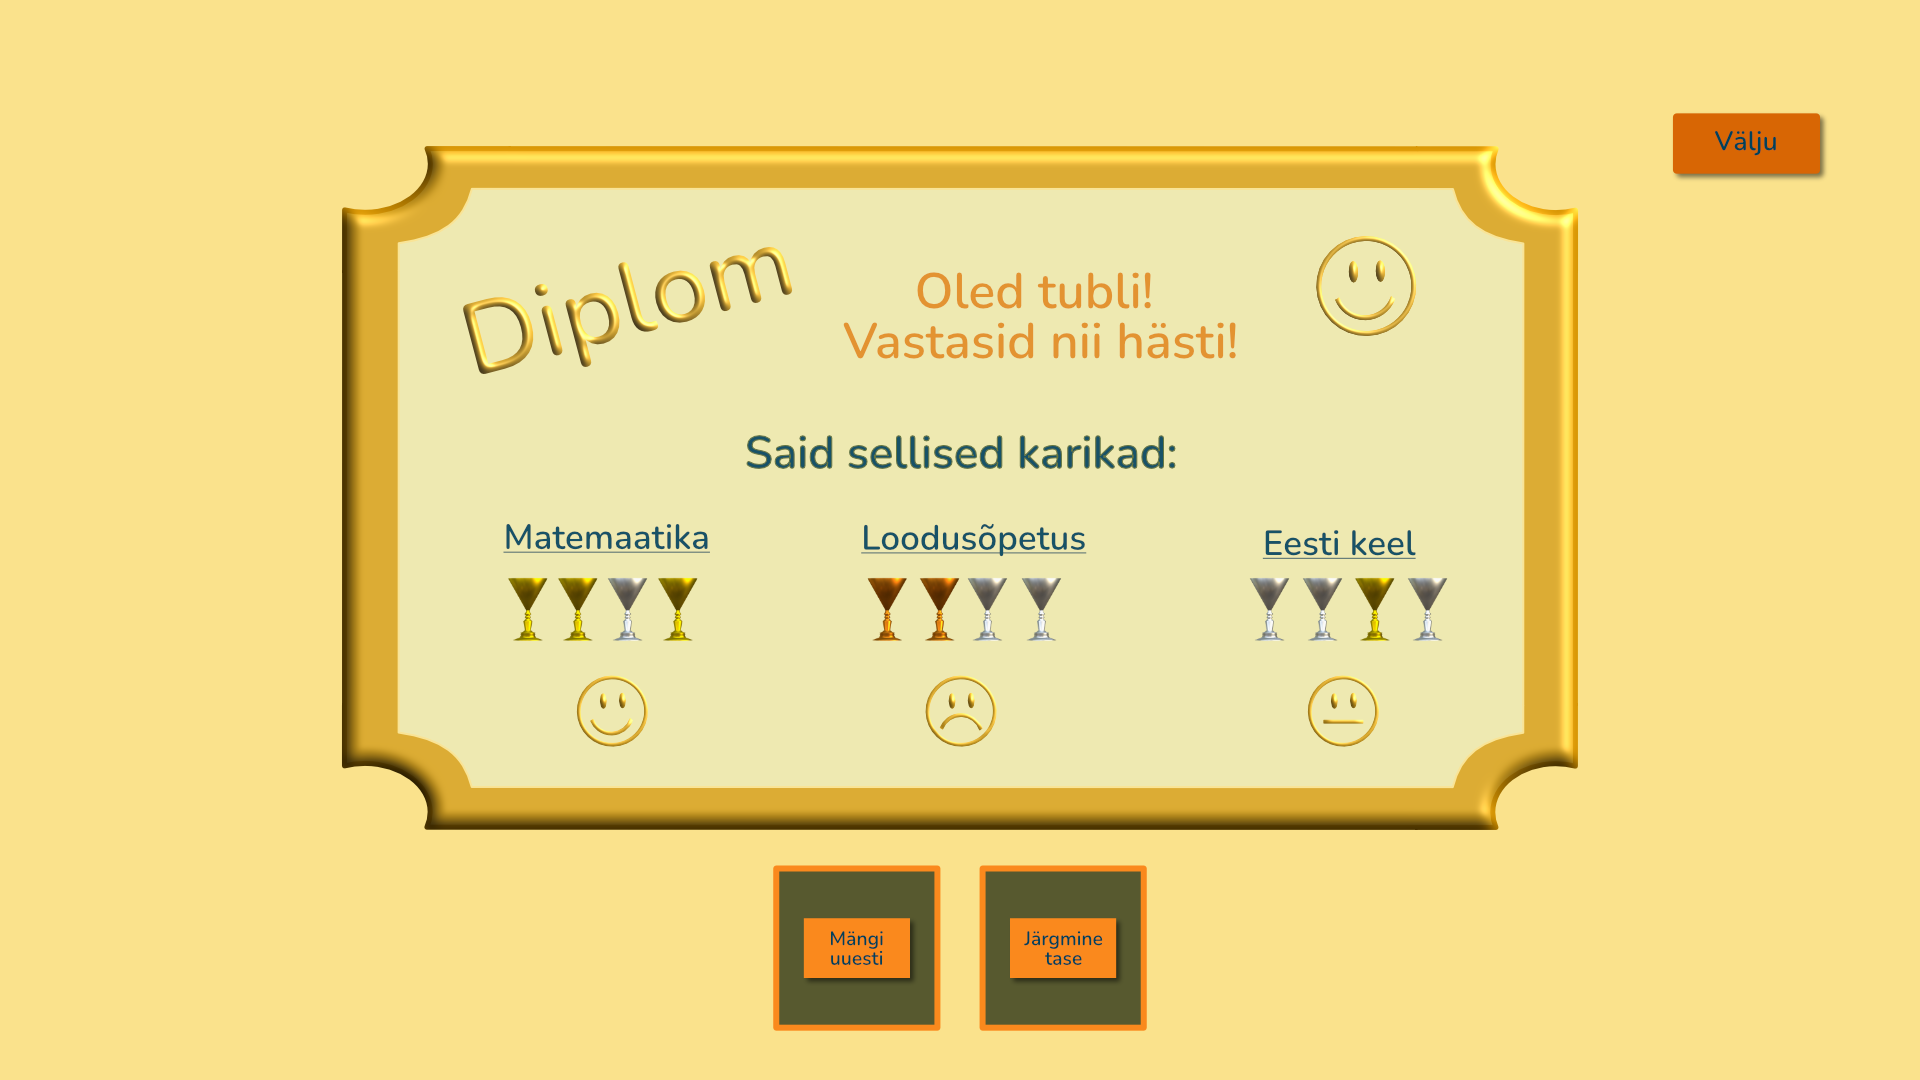 Välju
Diplom
Oled tubli!
Vastasid nii hästi!
Said sellised karikad:
Matemaatika
Loodusõpetus
Eesti keel
Mängi
uuesti
Järgmine
tase